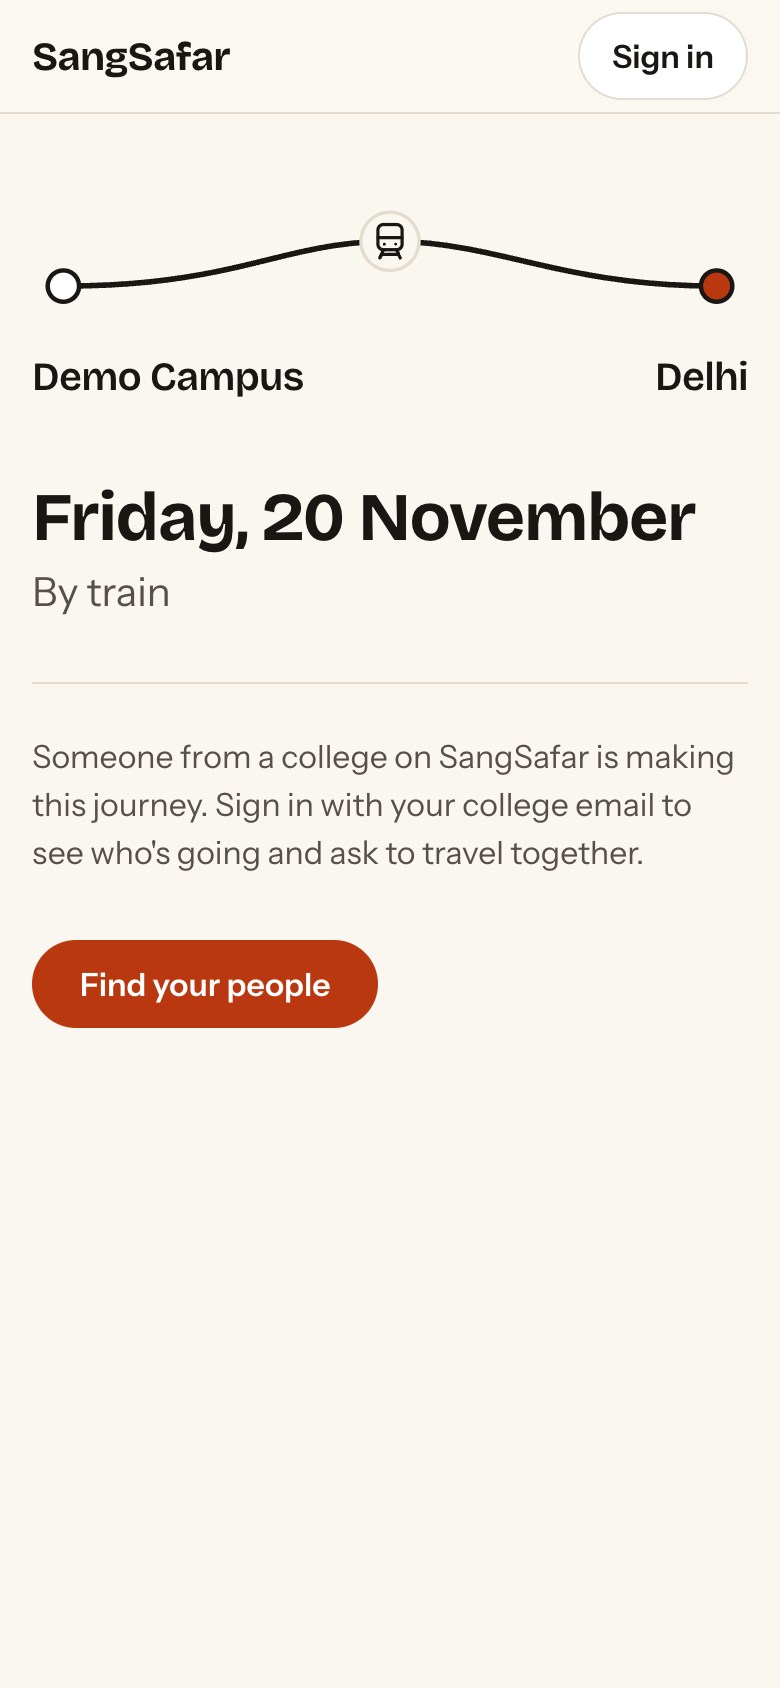 SangSafar
Sign in
Demo Campus
Delhi
Friday, 20 November
By train
Someone from a college on SangSafar is making
this journey. Sign in with your college email to
see who's going and ask to travel together.
Find your people